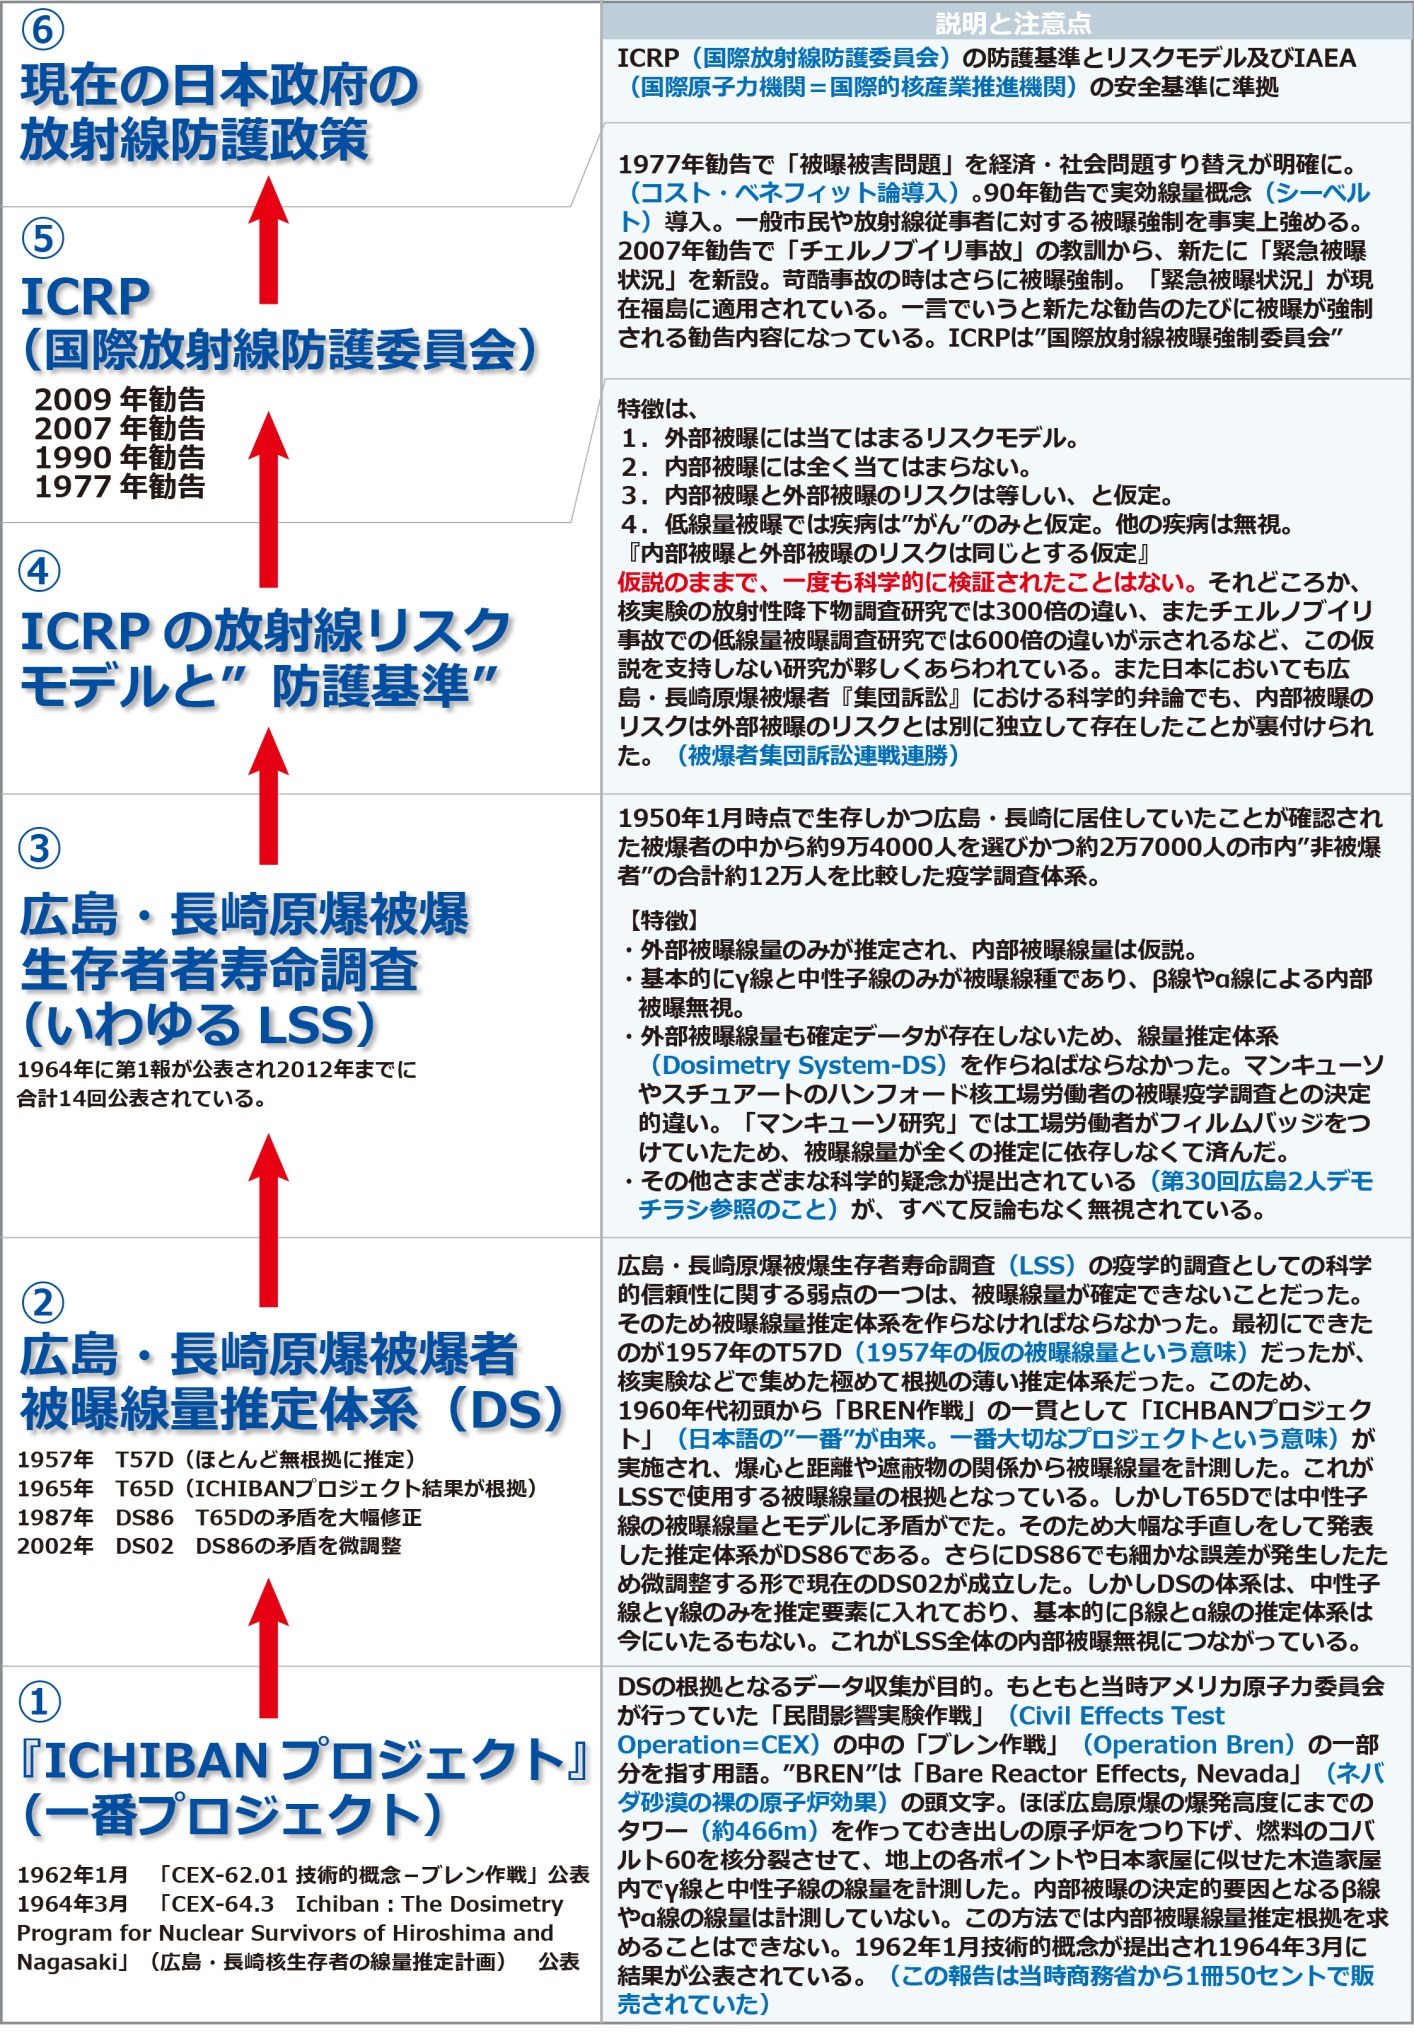 説明と注意点
⑥
現在の日本政府の
放射線防護政策
ICRP（国際放射線防護委員会）の防護基準とリスクモデル及びIAEA
（国際原子力機関＝国際的核産業推進機関）の安全基準に準拠
⑤
ICRP
（国際放射線防護委員会）
2009 年勧告
2007 年勧告
1990 年勧告
1977 年勧告
1977年勧告で「被曝被害問題」を経済・社会問題すり替えが明確に。
（コスト・ベネフィット論導入）。90年勧告で実効線量概念（シーベル
ト）導入。一般市民や放射線従事者に対する被曝強制を事実上強める。
2007年勧告で「チェルノブイリ事故」の教訓から、新たに「緊急被曝
状況」を新設。苛酷事故の時はさらに被曝強制。「緊急被曝状況」が現
在福島に適用されている。一言でいうと新たな勧告のたびに被曝が強制
される勧告内容になっている。ICRPは”国際放射線被曝強制委員会”
④
ICRP の放射線リスク
モデルと”防護基準”
特徴は、
１．外部被曝には当てはまるリスクモデル。
２．内部被曝には全く当てはまらない。
３．内部被曝と外部被曝のリスクは等しい、と仮定。
４．低線量被曝では疾病は”がん”のみと仮定。他の疾病は無視。
『内部被曝と外部被曝のリスクは同じとする仮定』
仮説のままで、一度も科学的に検証されたことはない。それどころか、
核実験の放射性降下物調査研究では300倍の違い、またチェルノブイリ
事故での低線量被曝調査研究では600倍の違いが示されるなど、この仮
説を支持しない研究が夥しくあらわれている。また日本においても広
島・長崎原爆被爆者『集団訴訟』における科学的弁論でも、内部被曝の
リスクは外部被曝のリスクとは別に独立して存在したことが裏付けられ
た。（被爆者集団訴訟連戦連勝）
③
広島・長崎原爆被爆
生存者者寿命調査
（いわゆる LSS）
1964年に第1報が公表され2012年までに
合計14回公表されている。
1950年1月時点で生存しかつ広島・長崎に居住していたことが確認され
た被爆者の中から約9万4000人を選びかつ約2万7000人の市内”非被爆
者”の合計約12万人を比較した疫学調査体系。
【特徴】
・外部被曝線量のみが推定され、内部被曝線量は仮説。
・基本的にγ線と中性子線のみが被曝線種であり、β線やα線による内部
被曝無視。
・外部被曝線量も確定データが存在しないため、線量推定体系
（Dosimetry System-DS）を作らねばならなかった。マンキューソ
やスチュアートのハンフォード核工場労働者の被曝疫学調査との決定
的違い。「マンキューソ研究」では工場労働者がフィルムバッジをつ
けていたため、被曝線量が全くの推定に依存しなくて済んだ。
・その他さまざまな科学的疑念が提出されている（第30回広島2人デモ
チラシ参照のこと）が、すべて反論もなく無視されている。
②
広島・長崎原爆被爆者
被曝線量推定体系（DS）
1957年　T57D（ほとんど無根拠に推定）
1965年　T65D（ICHIBANプロジェクト結果が根拠）
1987年　DS86　T65Dの矛盾を大幅修正
2002年　DS02　DS86の矛盾を微調整
広島・長崎原爆被爆生存者寿命調査（LSS）の疫学的調査としての科学
的信頼性に関する弱点の一つは、被曝線量が確定できないことだった。
そのため被曝線量推定体系を作らなければならなかった。最初にできた
のが1957年のT57D（1957年の仮の被曝線量という意味）だったが、
核実験などで集めた極めて根拠の薄い推定体系だった。このため、
1960年代初頭から「BREN作戦」の一貫として「ICHBANプロジェク
ト」（日本語の”一番”が由来。一番大切なプロジェクトという意味）が
実施され、爆心と距離や遮蔽物の関係から被曝線量を計測した。これが
LSSで使用する被曝線量の根拠となっている。しかしT65Dでは中性子
線の被曝線量とモデルに矛盾がでた。そのため大幅な手直しをして発表
した推定体系がDS86である。さらにDS86でも細かな誤差が発生したた
め微調整する形で現在のDS02が成立した。しかしDSの体系は、中性子
線とγ線のみを推定要素に入れており、基本的にβ線とα線の推定体系は
今にいたるもない。これがLSS全体の内部被曝無視につながっている。
①
『ICHIBAN プロジェクト』
（一番プロジェクト）
1962年1月　「CEX-62.01 技術的概念－ブレン作戦」公表
1964年3月　「CEX-64.3　Ichiban : The Dosimetry
Program for Nuclear Survivors of Hiroshima and
Nagasaki」（広島・長崎核生存者の線量推定計画）　公表
DSの根拠となるデータ収集が目的。もともと当時アメリカ原子力委員会
が行っていた「民間影響実験作戦」（Civil Effects Test
Operation=CEX）の中の「ブレン作戦」（Operation Bren）の一部
分を指す用語。”BREN”は「Bare Reactor Effects, Nevada」（ネバ
ダ砂漠の裸の原子炉効果）の頭文字。ほぼ広島原爆の爆発高度にまでの
タワー（約466m）を作ってむき出しの原子炉をつり下げ、燃料のコバ
ルト60を核分裂させて、地上の各ポイントや日本家屋に似せた木造家屋
内でγ線と中性子線の線量を計測した。内部被曝の決定的要因となるβ線
やα線の線量は計測していない。この方法では内部被曝線量推定根拠を求
めることはできない。1962年1月技術的概念が提出され1964年3月に
結果が公表されている。（この報告は当時商務省から1冊50セントで販
売されていた）